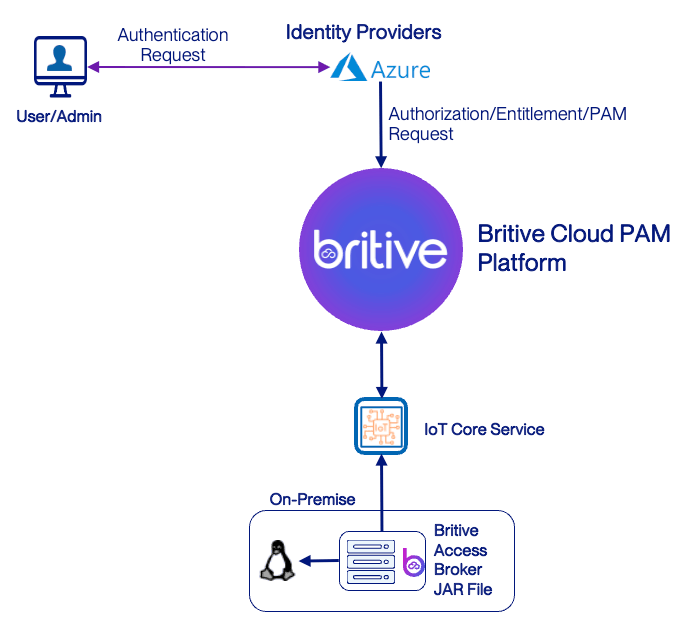 Identity Providers
Authentication
Request
Azure
User/Admin
Authorization/Entitlement/PAM
Request
britive
Britive Cloud PAM
Platform
IoT
IoT Core Service
On-Premise
b
Britive
Access
Broker
JAR File